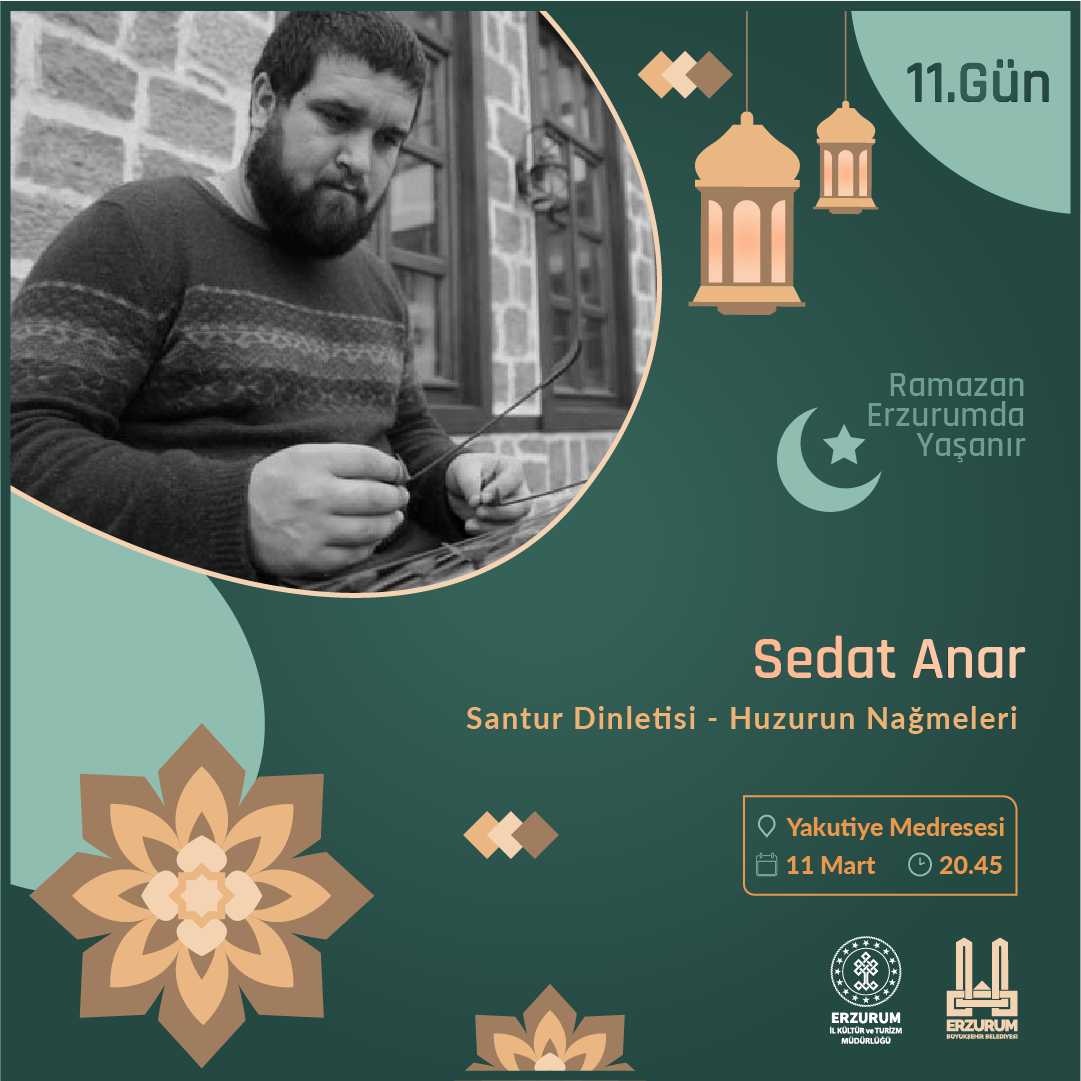 11.Gün
Ramazan
Erzurumda
Yaşanır
Sedat Anar
Santur Dinletisi - Huzurun Nağmeleri
Yakutiye Medresesi
11 Mart
20.45
ERZURUM
İL KÜLTÜR ve TURİZM
MÜDÜRLÜĞÜ
ERZURUM
BÜYÜKŞEHİR BELEDİYESİ